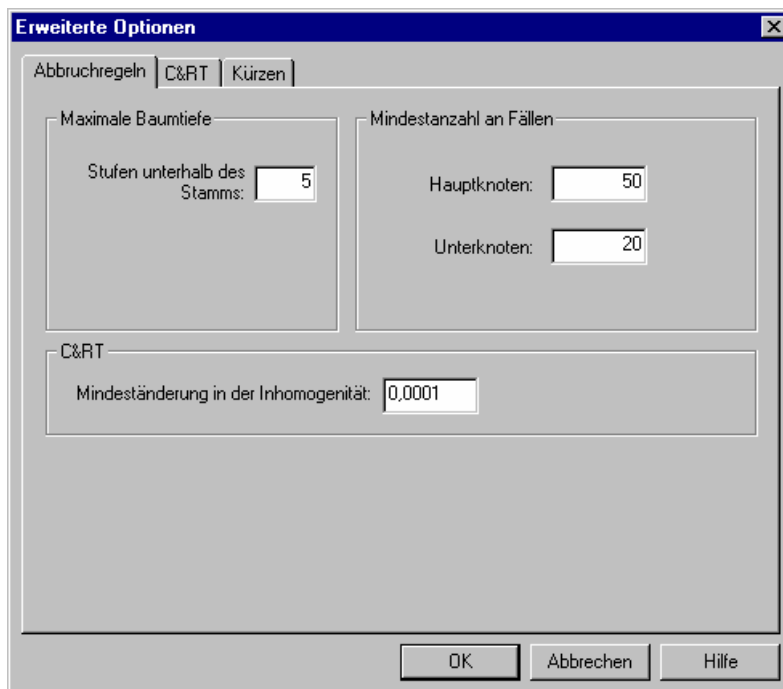 Erweiterte Optionen
Abbruchregeln
C&RT
Kürzen
Maximale Baumtiefe
Stufen unterhalb des
Stamms:
5
Mindestanzahl an Fällen
Hauptknoten:
50
Unterknoten:
20
C&RT
Mindeständerung in der Inhomogenität:
0,0001
OK
Abbrechen
Hilfe